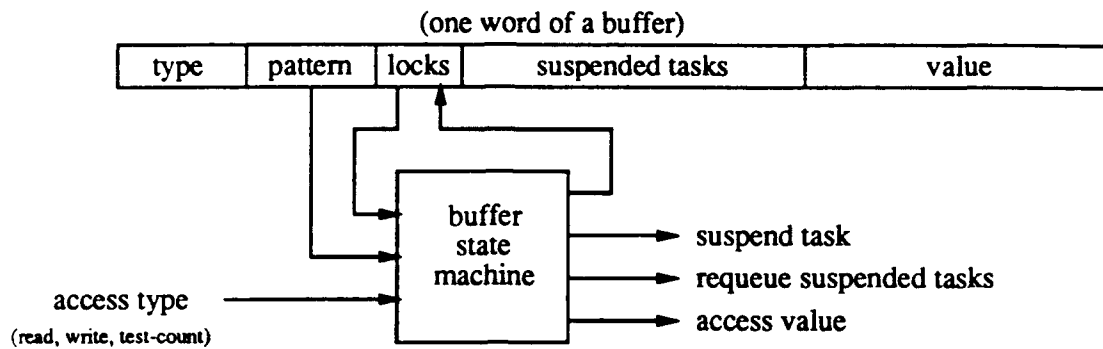 (one word of a buffer)
type pattern locks suspended tasks value
buffer
state
machine
suspend task
requeue suspended tasks
access value
access type
(read, write, test-count)